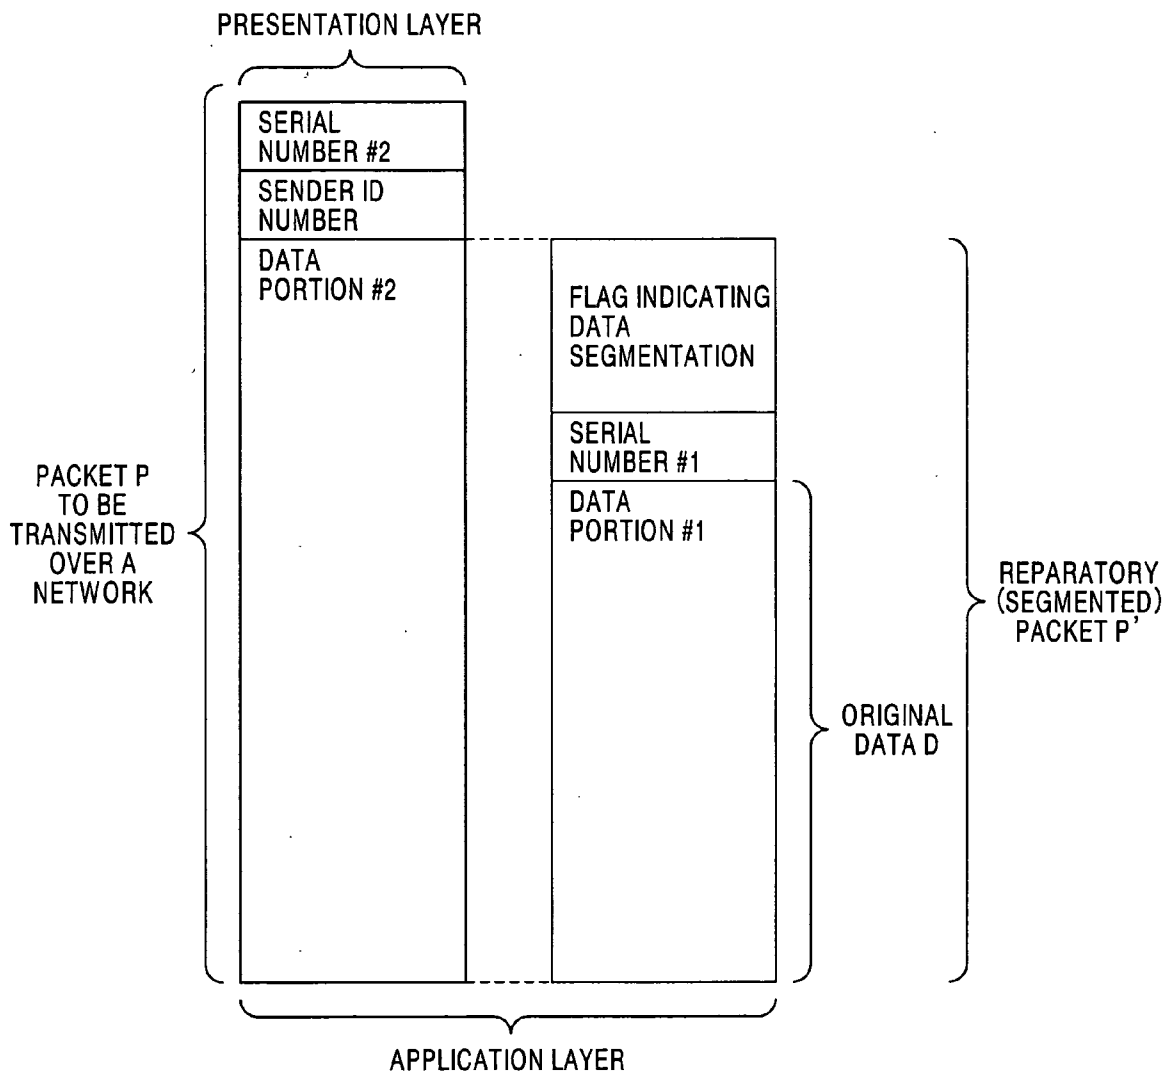 PRESENTATION LAYER
SERIAL
NUMBER #2
SENDER ID
NUMBER
DATA
PORTION #2
FLAG INDICATING
DATA
SEGMENTATION
SERIAL
NUMBER #1
DATA
PORTION #1
PACKET P
TO BE
TRANSMITTED
OVER A
NETWORK
REPARATORY
(SEGMENTED)
PACKET P'
ORIGINAL
DATA D
APPLICATION LAYER